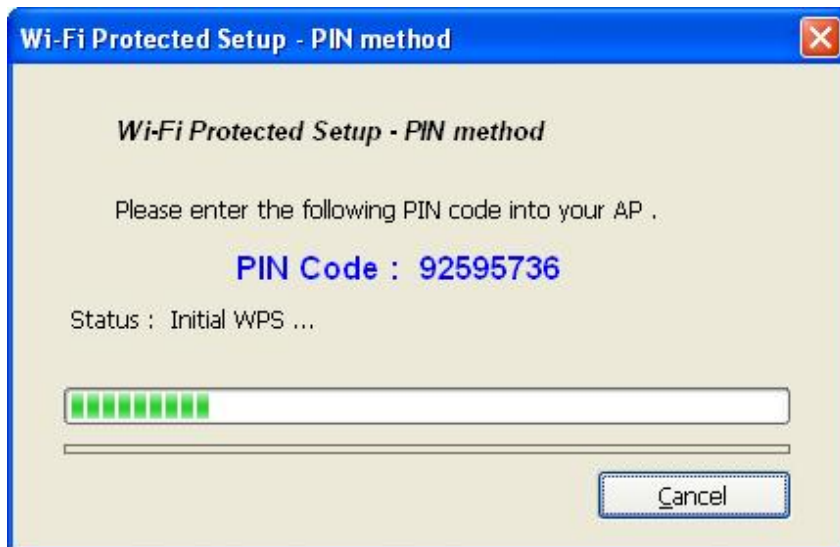 Wi-Fi Protected Setup - PIN method
Wi-Fi Protected Setup - PIN method
Please enter the following PIN code into your AP .
PIN Code : 92595736
Status : Initial WPS ...
Cancel